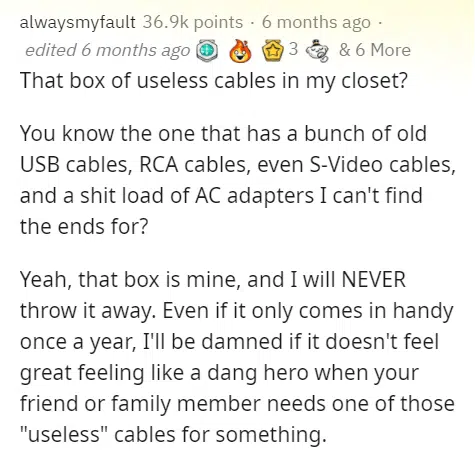 alwaysmyfault 36.9k points · 6 months ago ·
edited 6 months ago 3 & 6 More
That box of useless cables in my closet?
You know the one that has a bunch of old
USB cables, RCA cables, even S-Video cables,
and a shit load of AC adapters I can't find
the ends for?
Yeah, that box is mine, and I will NEVER
throw it away. Even if it only comes in handy
once a year, I'll be damned if it doesn't feel
great feeling like a dang hero when your
friend or family member needs one of those
"useless" cables for something.